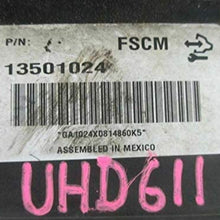 P/N: FSCM
13501024
"GA1024X0814860K5"
ASSEMBLED IN MEXICO
UHD611